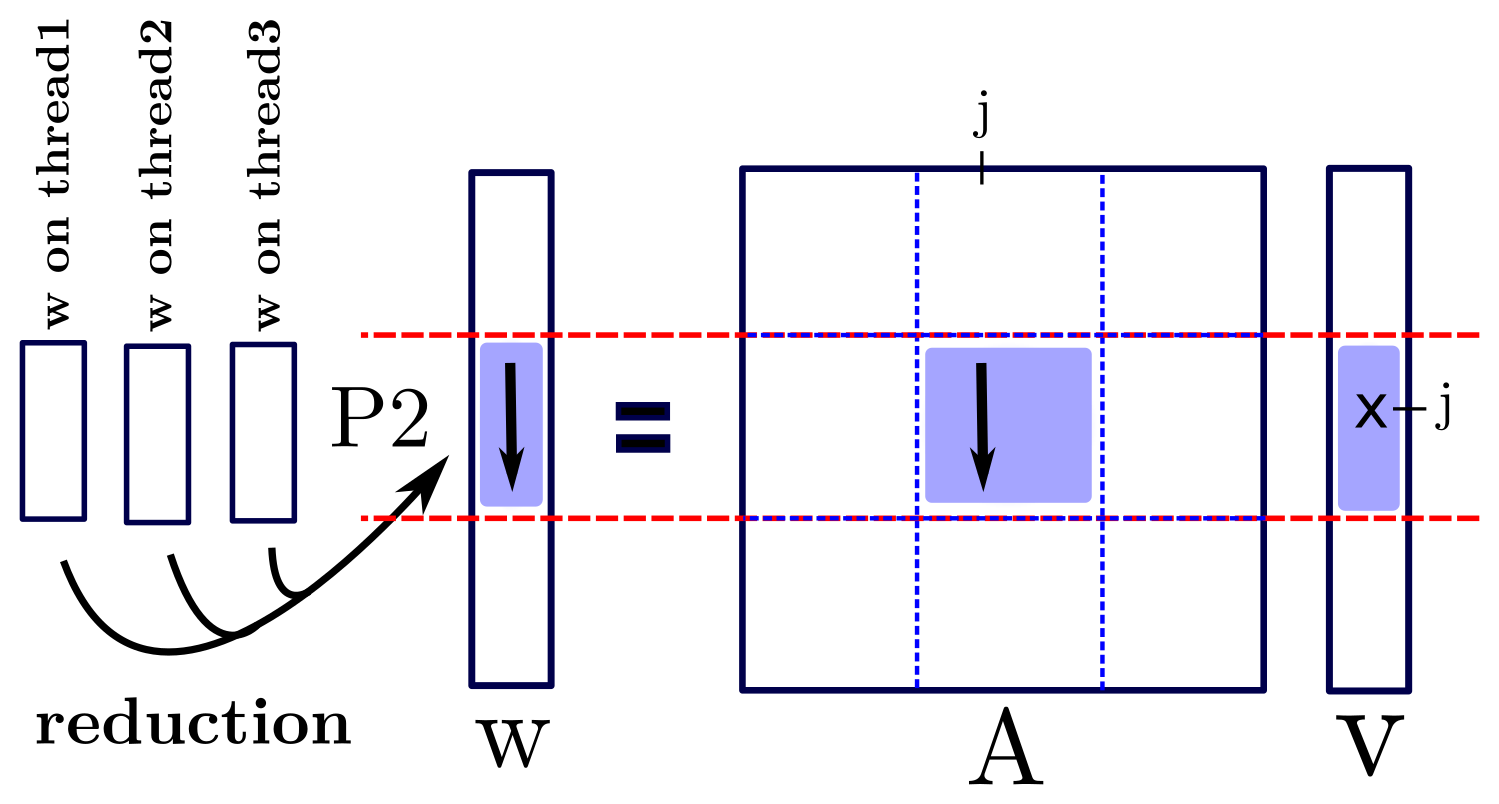 w on thread1
w on thread2
w on thread3
j
P2
=
x
j
reduction
w
A
v